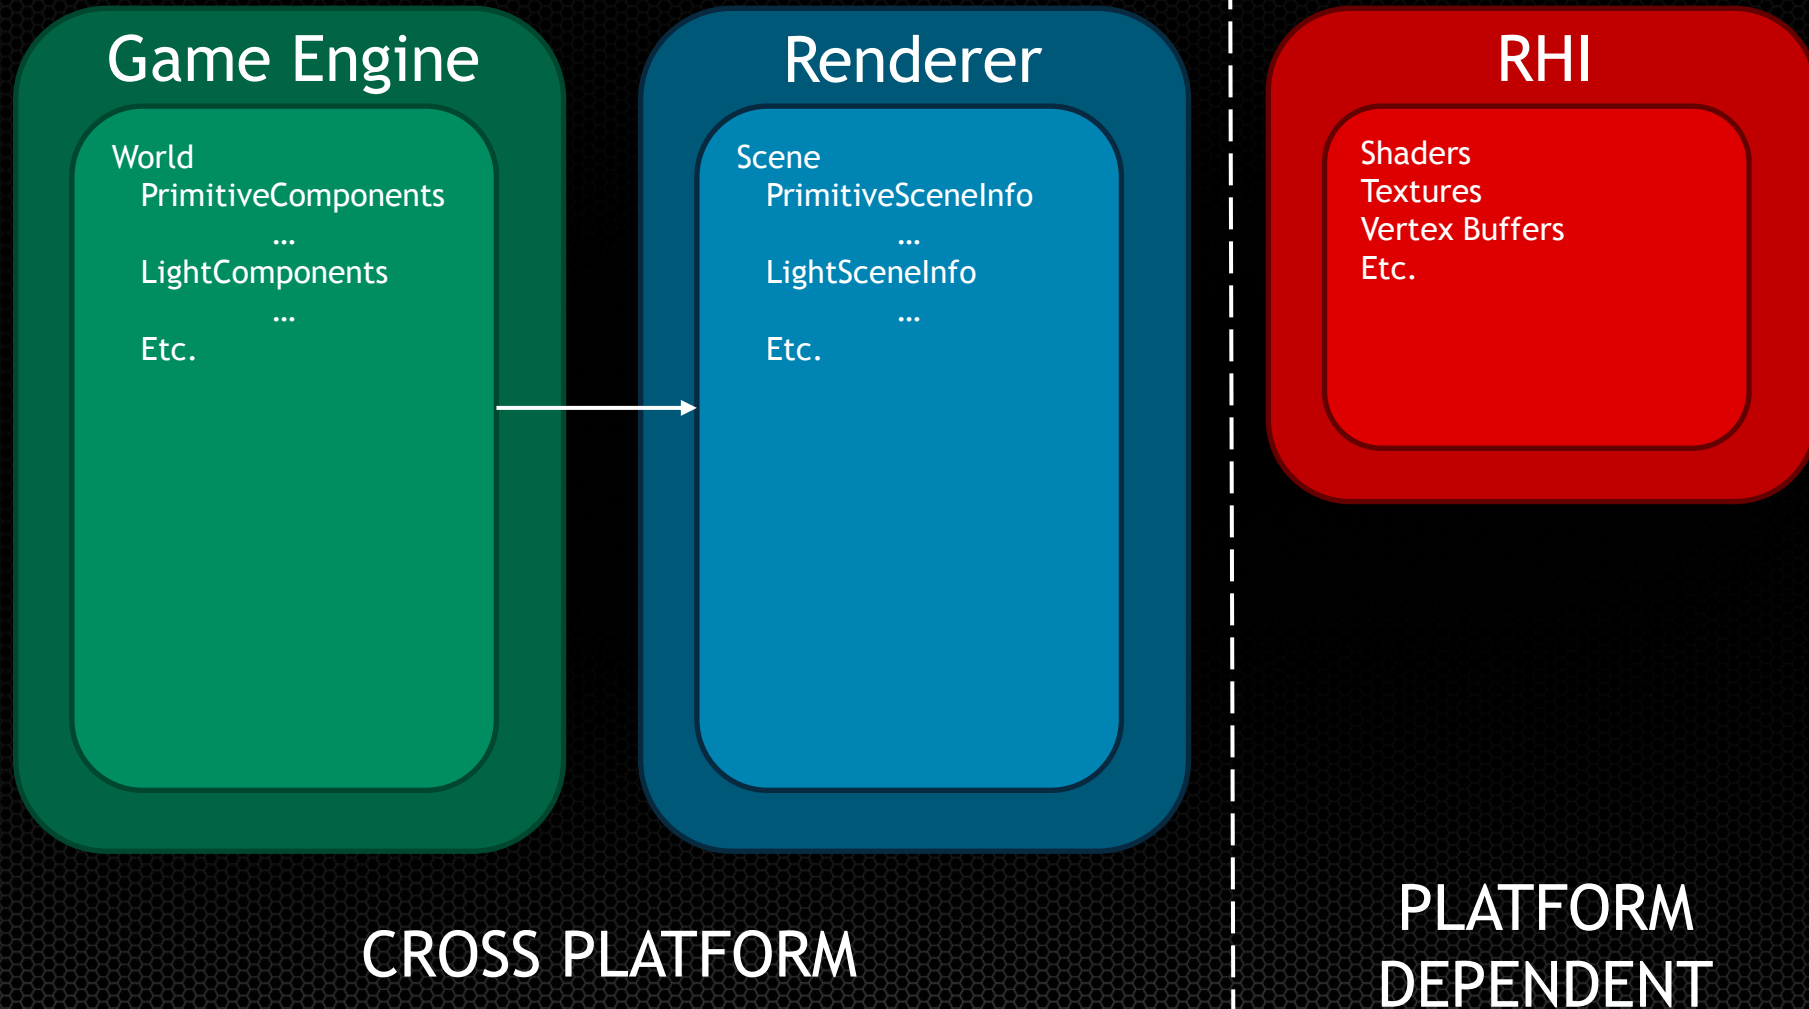 Game Engine
World
PrimitiveComponents
...
LightComponents
...
Etc.
Renderer
Scene
PrimitiveSceneInfo
...
LightSceneInfo
...
Etc.
RHI
Shaders
Textures
Vertex Buffers
Etc.
CROSS PLATFORM
PLATFORM
DEPENDENT